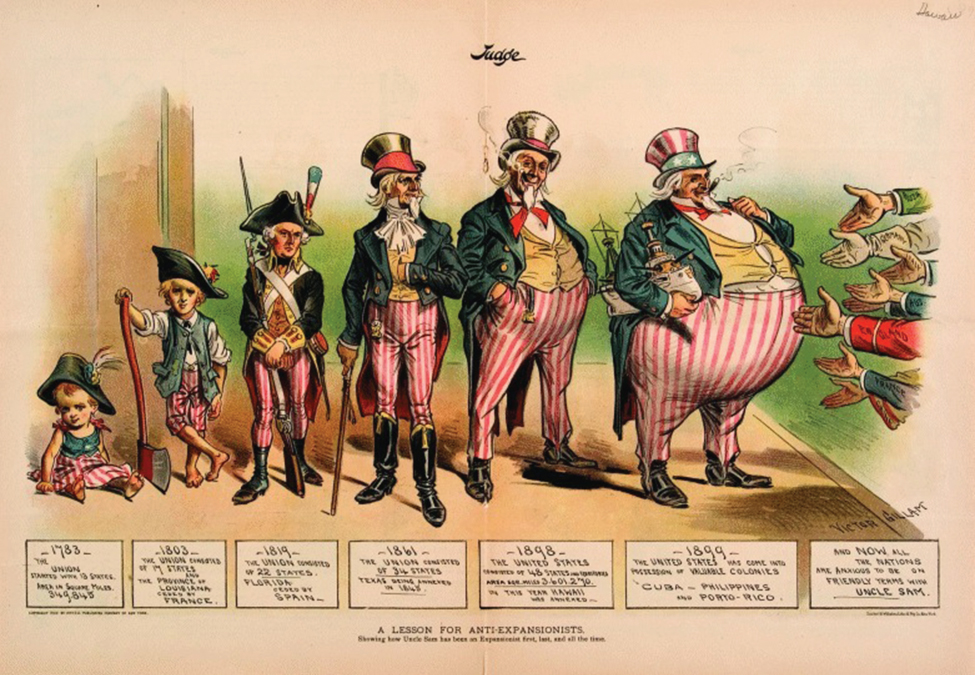 Hawaii
Judge
GERMANY
RUS
ENGLAND
FRANCE
VICTOR GILLAM
-1783-
THE
UNION
STARTED WITH 13 STATES.
AREA IN SQUARE MILES.
349,845
-1803-
THE UNION CONSISTED
OF 17 STATES
AND
THE PROVINCE OF
LOUISIANA
CEDED BY
FRANCE.
-1819-
THE UNION CONSISTED
OF 22 STATES.
FLORIDA
CEDED BY
SPAIN-
-1861-
THE UNION CONSISTED
OF 34 STATES
TEXAS BEING ANNEXED
IN 1845.
-1898-
THE UNITED STATES
CONSISTED OF 48 STATES AND TERRITORIES
AREA SQR. MILES 3.601.270.
IN THIS YEAR HAWAII
WAS ANNEXED-
-1899-
THE UNITED STATES HAS COME INTO
POSSESSION OF VALUABLE COLONIES
CUBA - PHILIPPINES
AND PORTO-RICO.
AND NOW ALL
THE NATIONS
ARE ANXIOUS TO BE ON
FRIENDLY TERMS WITH
UNCLE SAM.
A LESSON FOR ANTI-EXPANSIONISTS.
Showing how Uncle Sam has been an Expansionist first, last, and all the time.